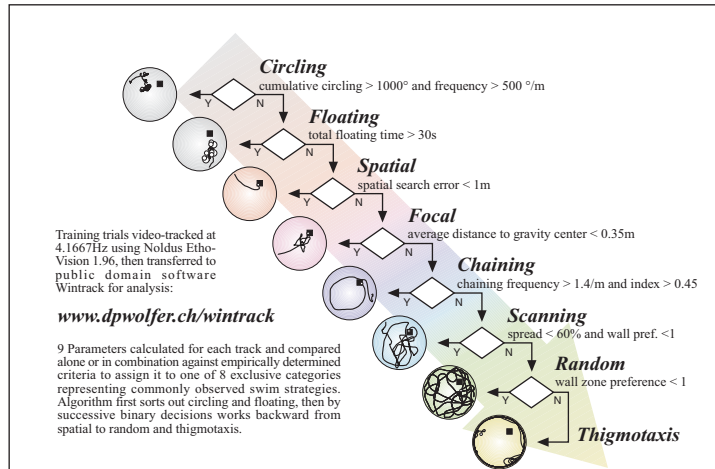 Circling
cumulative circling > 1000° and frequency > 500 °/m
Y N
Floating
total floating time > 30s
Y N
Spatial
spatial search error < 1m
Y N
Focal
average distance to gravity center < 0.35m
Y N
Chaining
chaining frequency > 1.4/m and index > 0.45
Y N
Scanning
spread < 60% and wall pref. <1
Y N
Random
wall zone preference < 1
Y N
Thigmotaxis
Training trials video-tracked at
4.1667Hz using Noldus Etho-
Vision 1.96, then transferred to
public domain software
Wintrack for analysis:
www.dpwolfer.ch/wintrack
9 Parameters calculated for each track and compared
alone or in combination against empirically determined
criteria to assign it to one of 8 exclusive categories
representing commonly observed swim strategies.
Algorithm first sorts out circling and floating, then by
successive binary decisions works backward from
spatial to random and thigmotaxis.